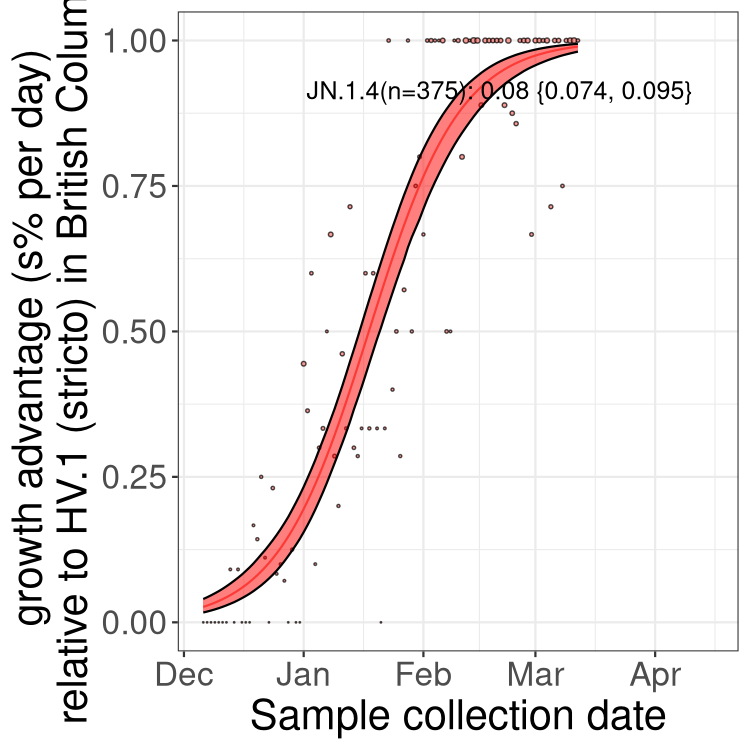 growth advantage (s% per day)
relative to HV.1 (stricto) in British Colum
1.00
0.75
0.50
0.25
0.00
JN.1.4(n=375): 0.08 {0.074, 0.095}
Dec Jan Feb Mar Apr
Sample collection date